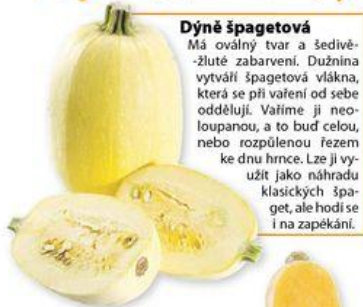 Dýně špagetová
Má oválný tvar a šedivě-
-žluté zabarvení. Dužnina
vytváří špagetová vlákna,
která se při vaření od sebe
oddělují. Vaříme ji neo-
loupanou, a to buď celou,
nebo rozpůlenou řezem
ke dnu hrnce. Lze ji vy-
užít jako náhradu
klasických špa-
get, ale hodí se
i na zapékání.